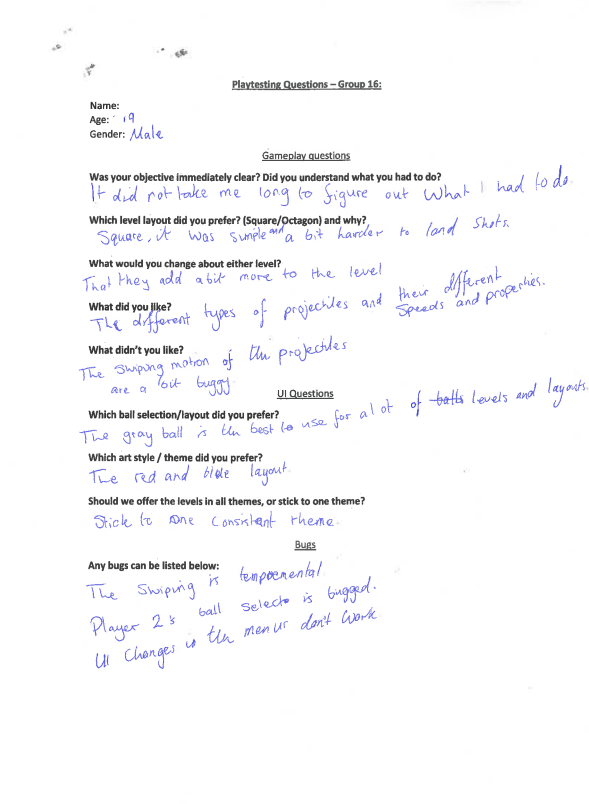 Playtesting Questions – Group 16:
Name:
Age: 19
Gender: Male
Gameplay questions
Was your objective immediately clear? Did you understand what you had to do?
It did not take me long to figure out what I had to do.
Which level layout did you prefer? (Square/Octagon) and why?
Square, it was simple and a bit harder to land shots.
What would you change about either level?
That they add a bit more to the level
What did you like?
The different types of projectiles and their different
speeds and properties.
What didn't you like?
The swiping motion of the projectiles
are a bit buggy.
UI Questions
Which ball selection/layout did you prefer?
The gray ball is the best to use for a lot of balls levels and layouts.
Which art style / theme did you prefer?
The red and blue layout.
Should we offer the levels in all themes, or stick to one theme?
Stick to one consistant theme.
Bugs
Any bugs can be listed below:
The swiping is tempremental.
Player 2's ball select is bugged.
UI Changes in the menus don't work